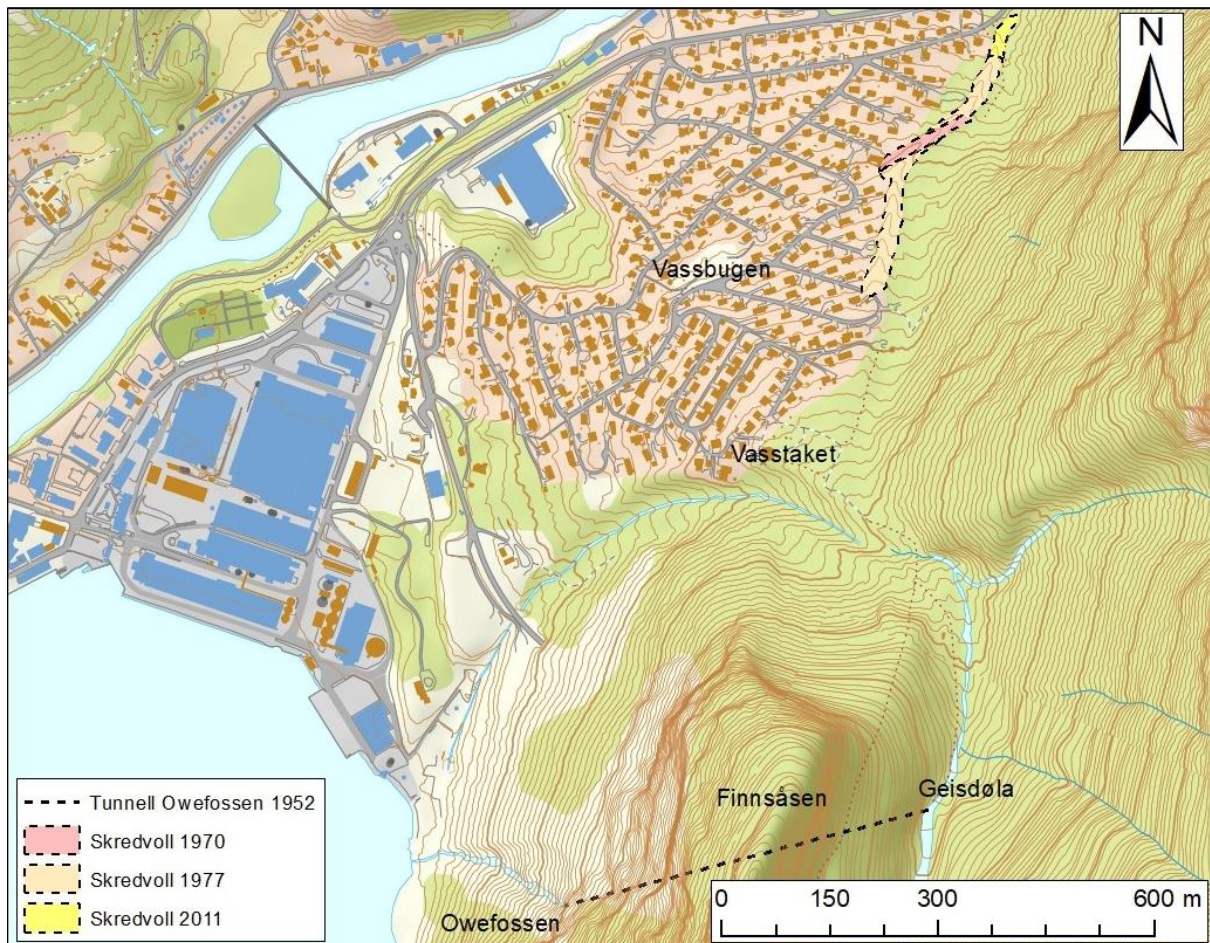 N
Vassbugen
Vasstaket
Finnsåsen
Geisdøla
Owefossen
Tunnell Owefossen 1952
Skredvoll 1970
Skredvoll 1977
Skredvoll 2011
0 150 300 600 m